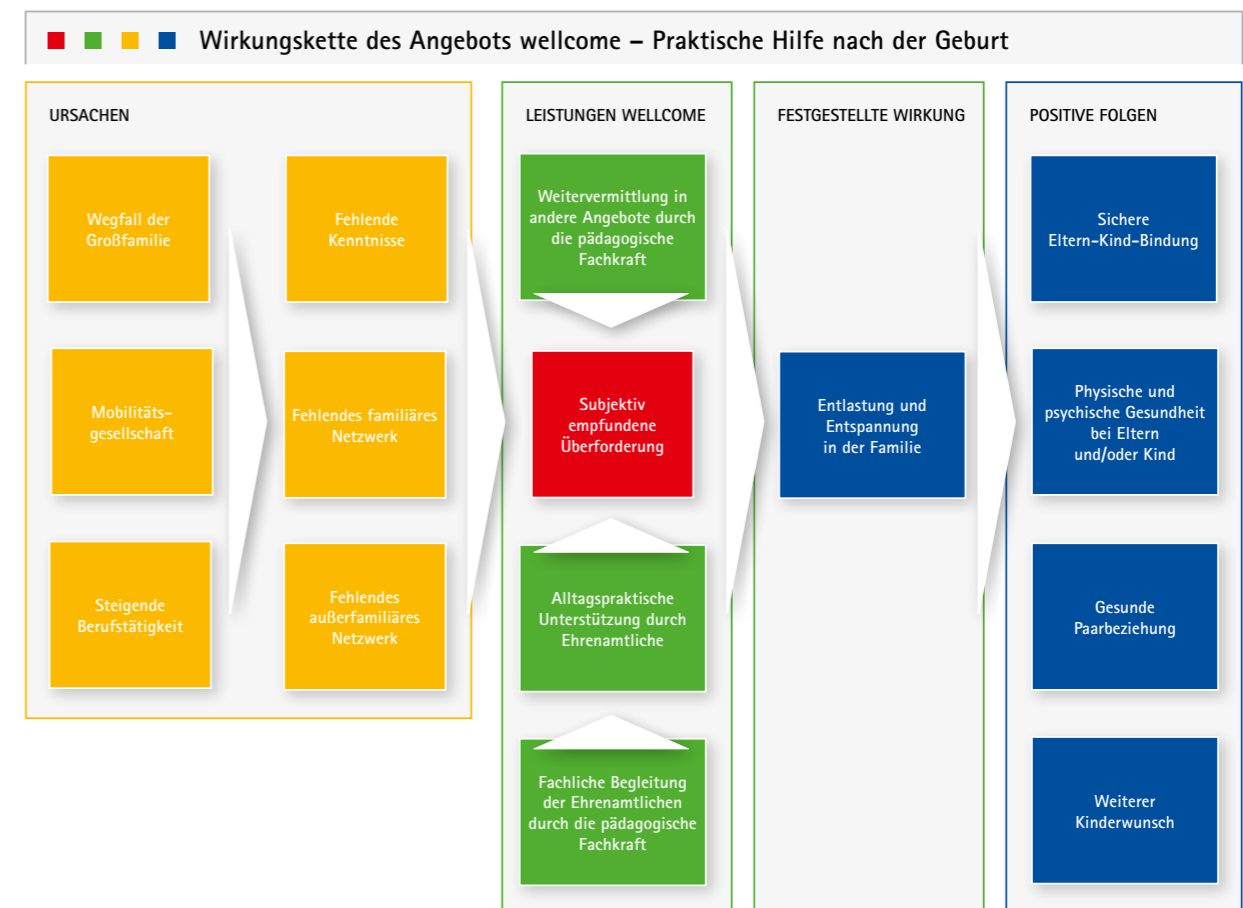 Wirkungskette des Angebots wellcome – Praktische Hilfe nach der Geburt
URSACHEN
Wegfall der
Großfamilie
Mobilitäts-
gesellschaft
Steigende
Berufstätigkeit
Fehlende
Kenntnisse
Fehlendes familiäres
Netzwerk
Fehlendes
außerfamiliäres
Netzwerk
LEISTUNGEN WELLCOME
Weitervermittlung in
andere Angebote durch
die pädagogische
Fachkraft
Subjektiv
empfundene
Überforderung
Alltagspraktische
Unterstützung durch
Ehrenamtliche
Fachliche Begleitung
der Ehrenamtlichen
durch die pädagogische
Fachkraft
FESTGESTELLTE WIRKUNG
Entlastung und
Entspannung
in der Familie
POSITIVE FOLGEN
Sichere
Eltern-Kind-Bindung
Physische und
psychische Gesundheit
bei Eltern
und/oder Kind
Gesunde
Paarbeziehung
Weiterer
Kinderwunsch